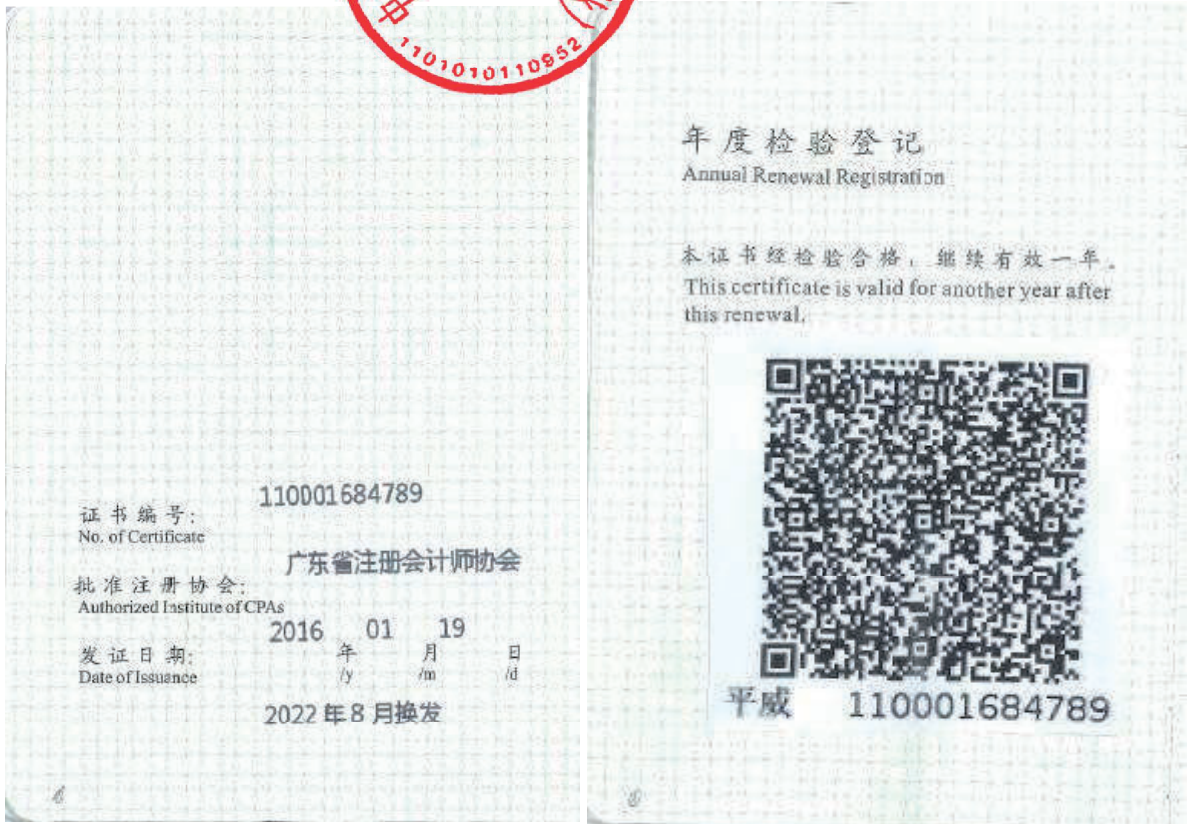 1101010110952
110001684789
证书编号:
No. of Certificate
广东省注册会计师协会
批准注册协会:
Authorized Institute of CPAs
2016 01 19
发证日期: 年 月 日
Date of Issuance /y /m /d
2022年8月换发
年度检验登记
Annual Renewal Registration
本证书经检验合格，继续有效一年。
This certificate is valid for another year after
this renewal.
平威 110001684789